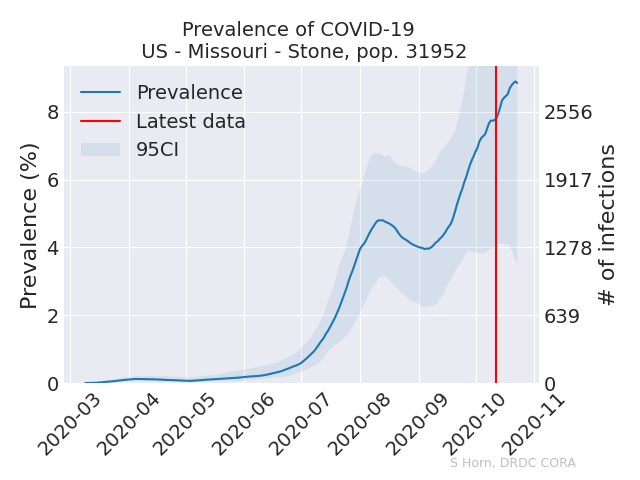 Prevalence of COVID-19
US - Missouri - Stone, pop. 31952
Prevalence
Latest data
95CI
Prevalence (%)
8
6
4
2
0
2556
1917
1278
639
0
# of infections
2020-03
2020-04
2020-05
2020-06
2020-07
2020-08
2020-09
2020-10
2020-11
S Horn, DRDC CORA